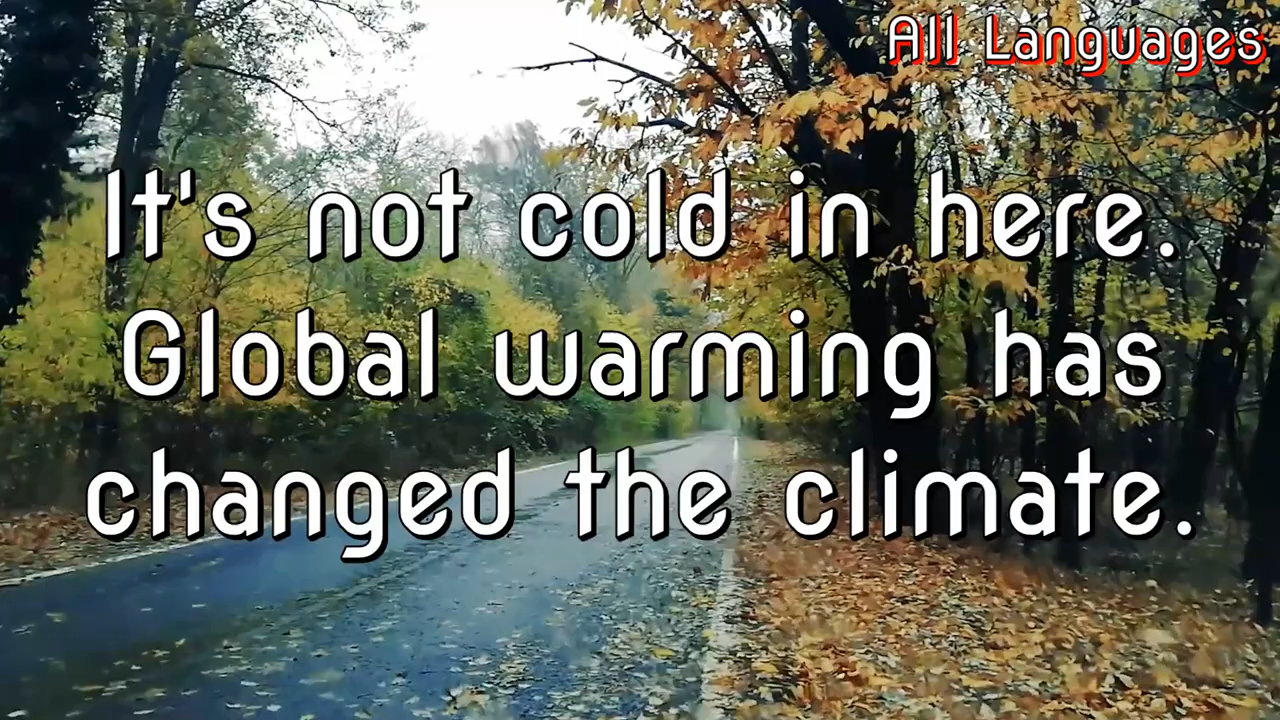 All Languages
It's not cold in here.
Global warming has
changed the climate.